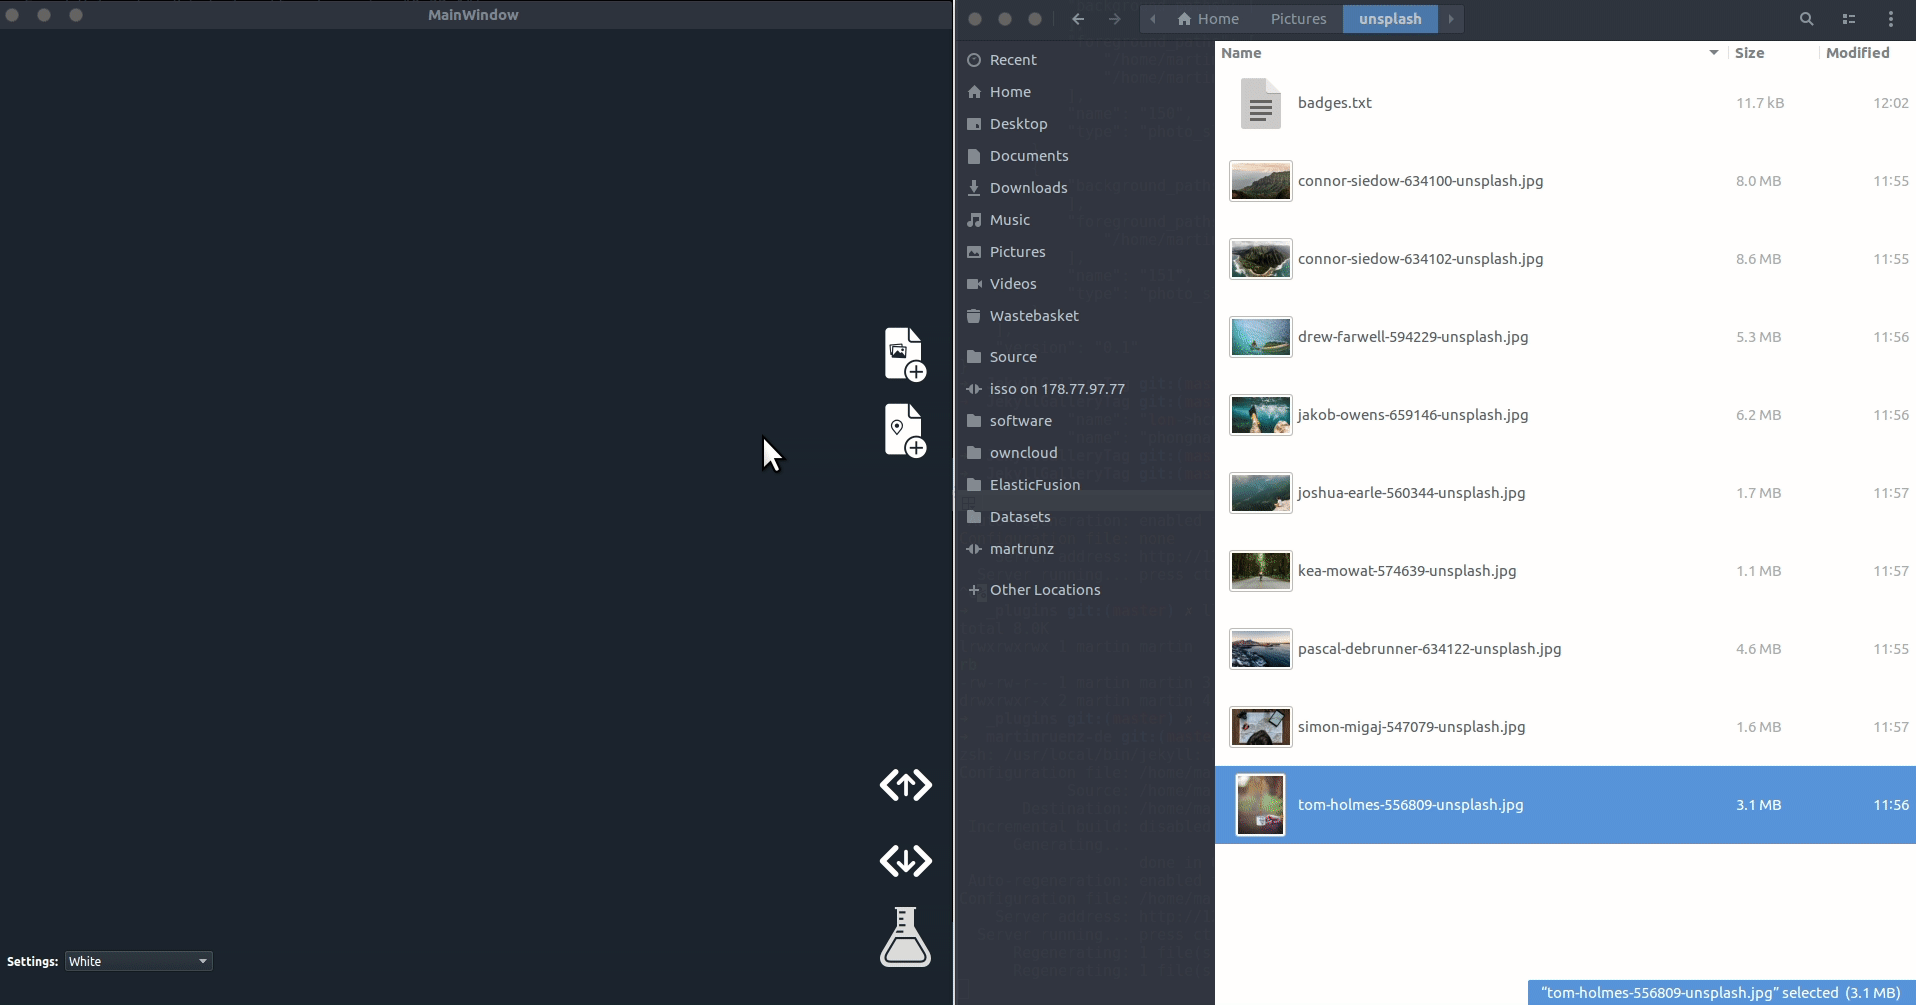 MainWindow
Settings: White
Home Pictures unsplash
Recent
Home
Desktop
Documents
Downloads
Music
Pictures
Videos
Wastebasket
Source
isso on 178.77.97.77
software
owncloud
ElasticFusion
Datasets
martrunz
Other Locations
Name Size Modified
badges.txt 11.7 kB 12:02
connor-siedow-634100-unsplash.jpg 8.0 MB 11:55
connor-siedow-634102-unsplash.jpg 8.6 MB 11:55
drew-farwell-594229-unsplash.jpg 5.3 MB 11:56
jakob-owens-659146-unsplash.jpg 6.2 MB 11:56
joshua-earle-560344-unsplash.jpg 1.7 MB 11:57
kea-mowat-574639-unsplash.jpg 1.1 MB 11:57
pascal-debrunner-634122-unsplash.jpg 4.6 MB 11:55
simon-migaj-547079-unsplash.jpg 1.6 MB 11:57
tom-holmes-556809-unsplash.jpg 3.1 MB 11:56
“tom-holmes-556809-unsplash.jpg” selected (3.1 MB)